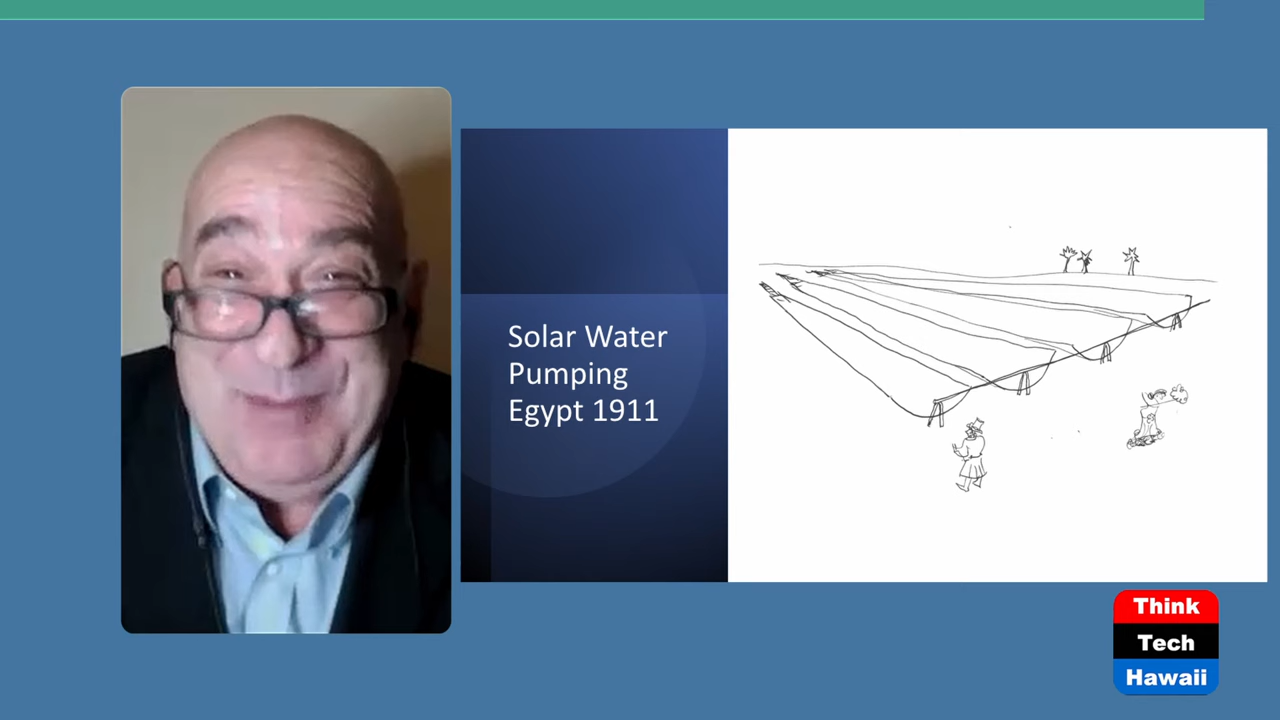 Solar Water
Pumping
Egypt 1911
Think
Tech
Hawaii